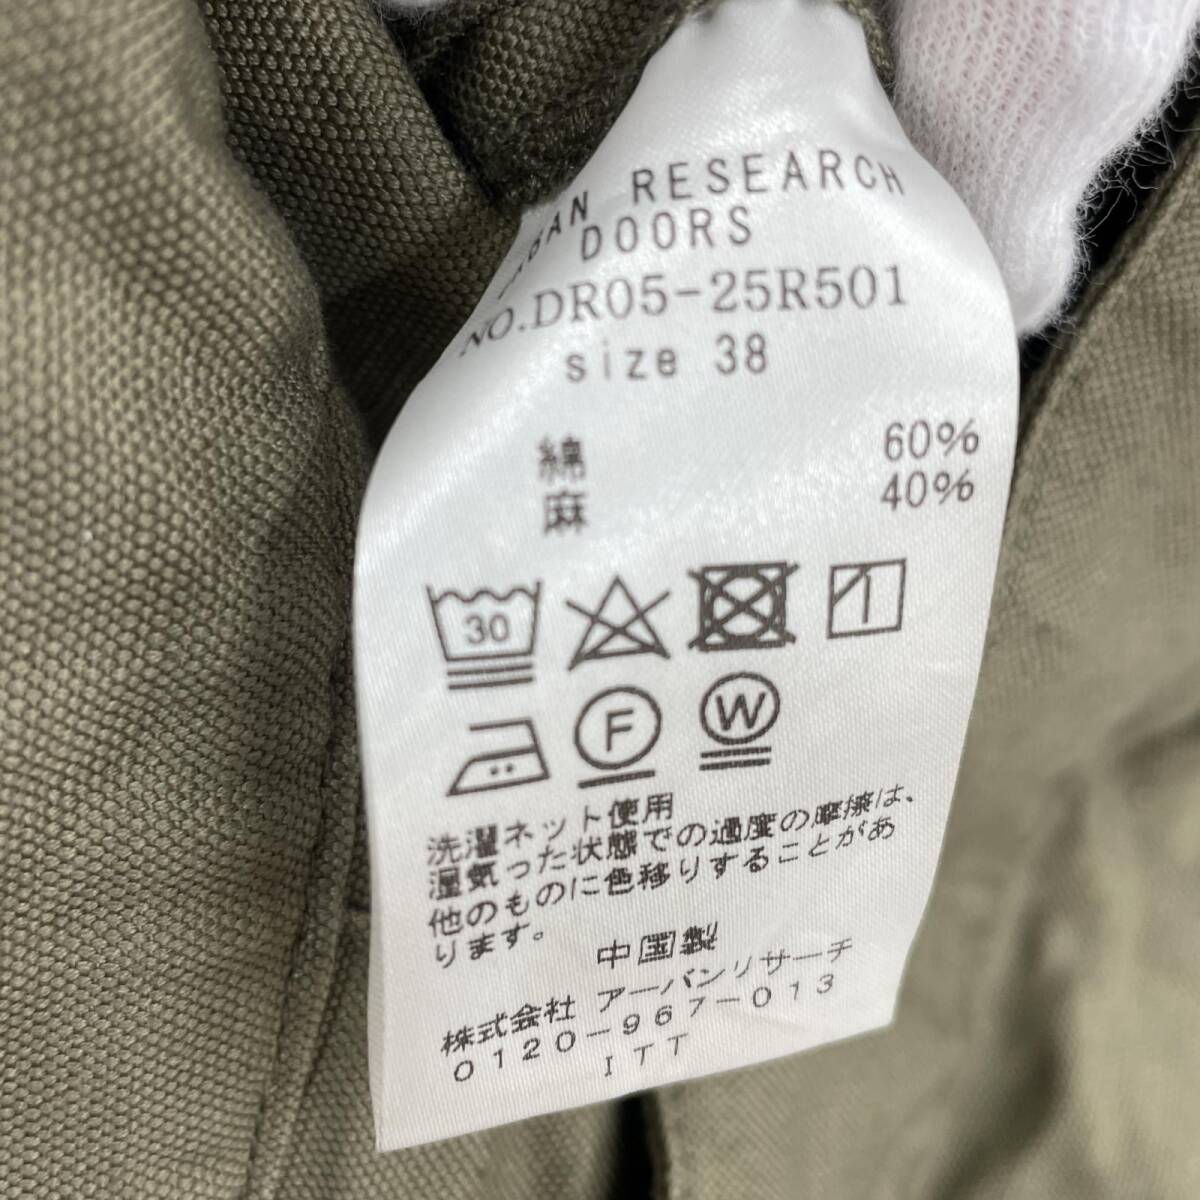 URBAN RESEARCH
DOORS
NO.DR05-25R501
size 38
綿 60%
麻 40%
30
F W
洗濯ネット使用
湿気った状態での過度の摩擦は、
他のものに色移りすることがあ
ります。
中国製
株式会社 アーバンリサーチ
0120-967-013
ITT